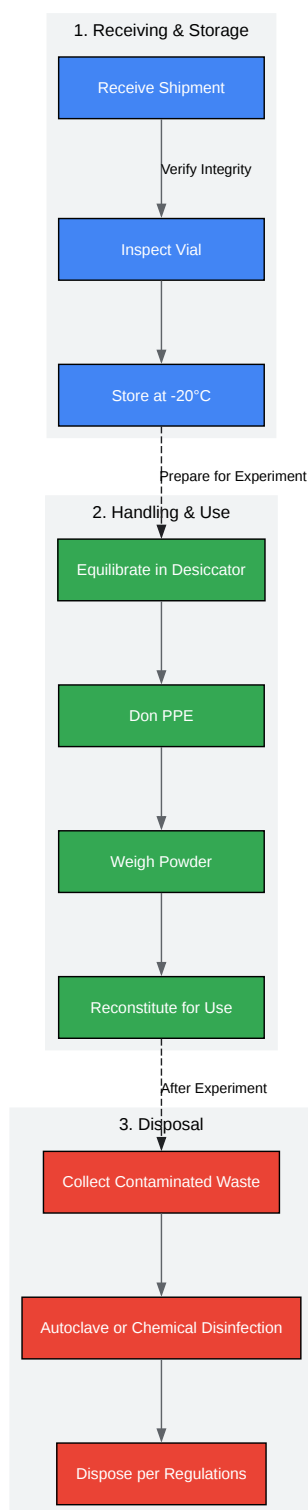 1. Receiving & Storage
Receive Shipment
Verify Integrity
Inspect Vial
Store at -20°C
Prepare for Experiment
2. Handling & Use
Equilibrate in Desiccator
Don PPE
Weigh Powder
Reconstitute for Use
After Experiment
3. Disposal
Collect Contaminated Waste
Autoclave or Chemical Disinfection
Dispose per Regulations